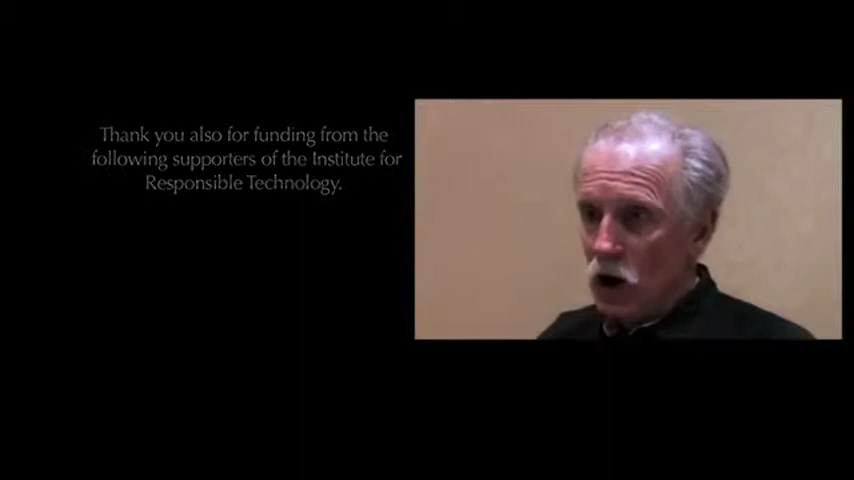 Thank you also for funding from the
following supporters of the Institute for
Responsible Technology.